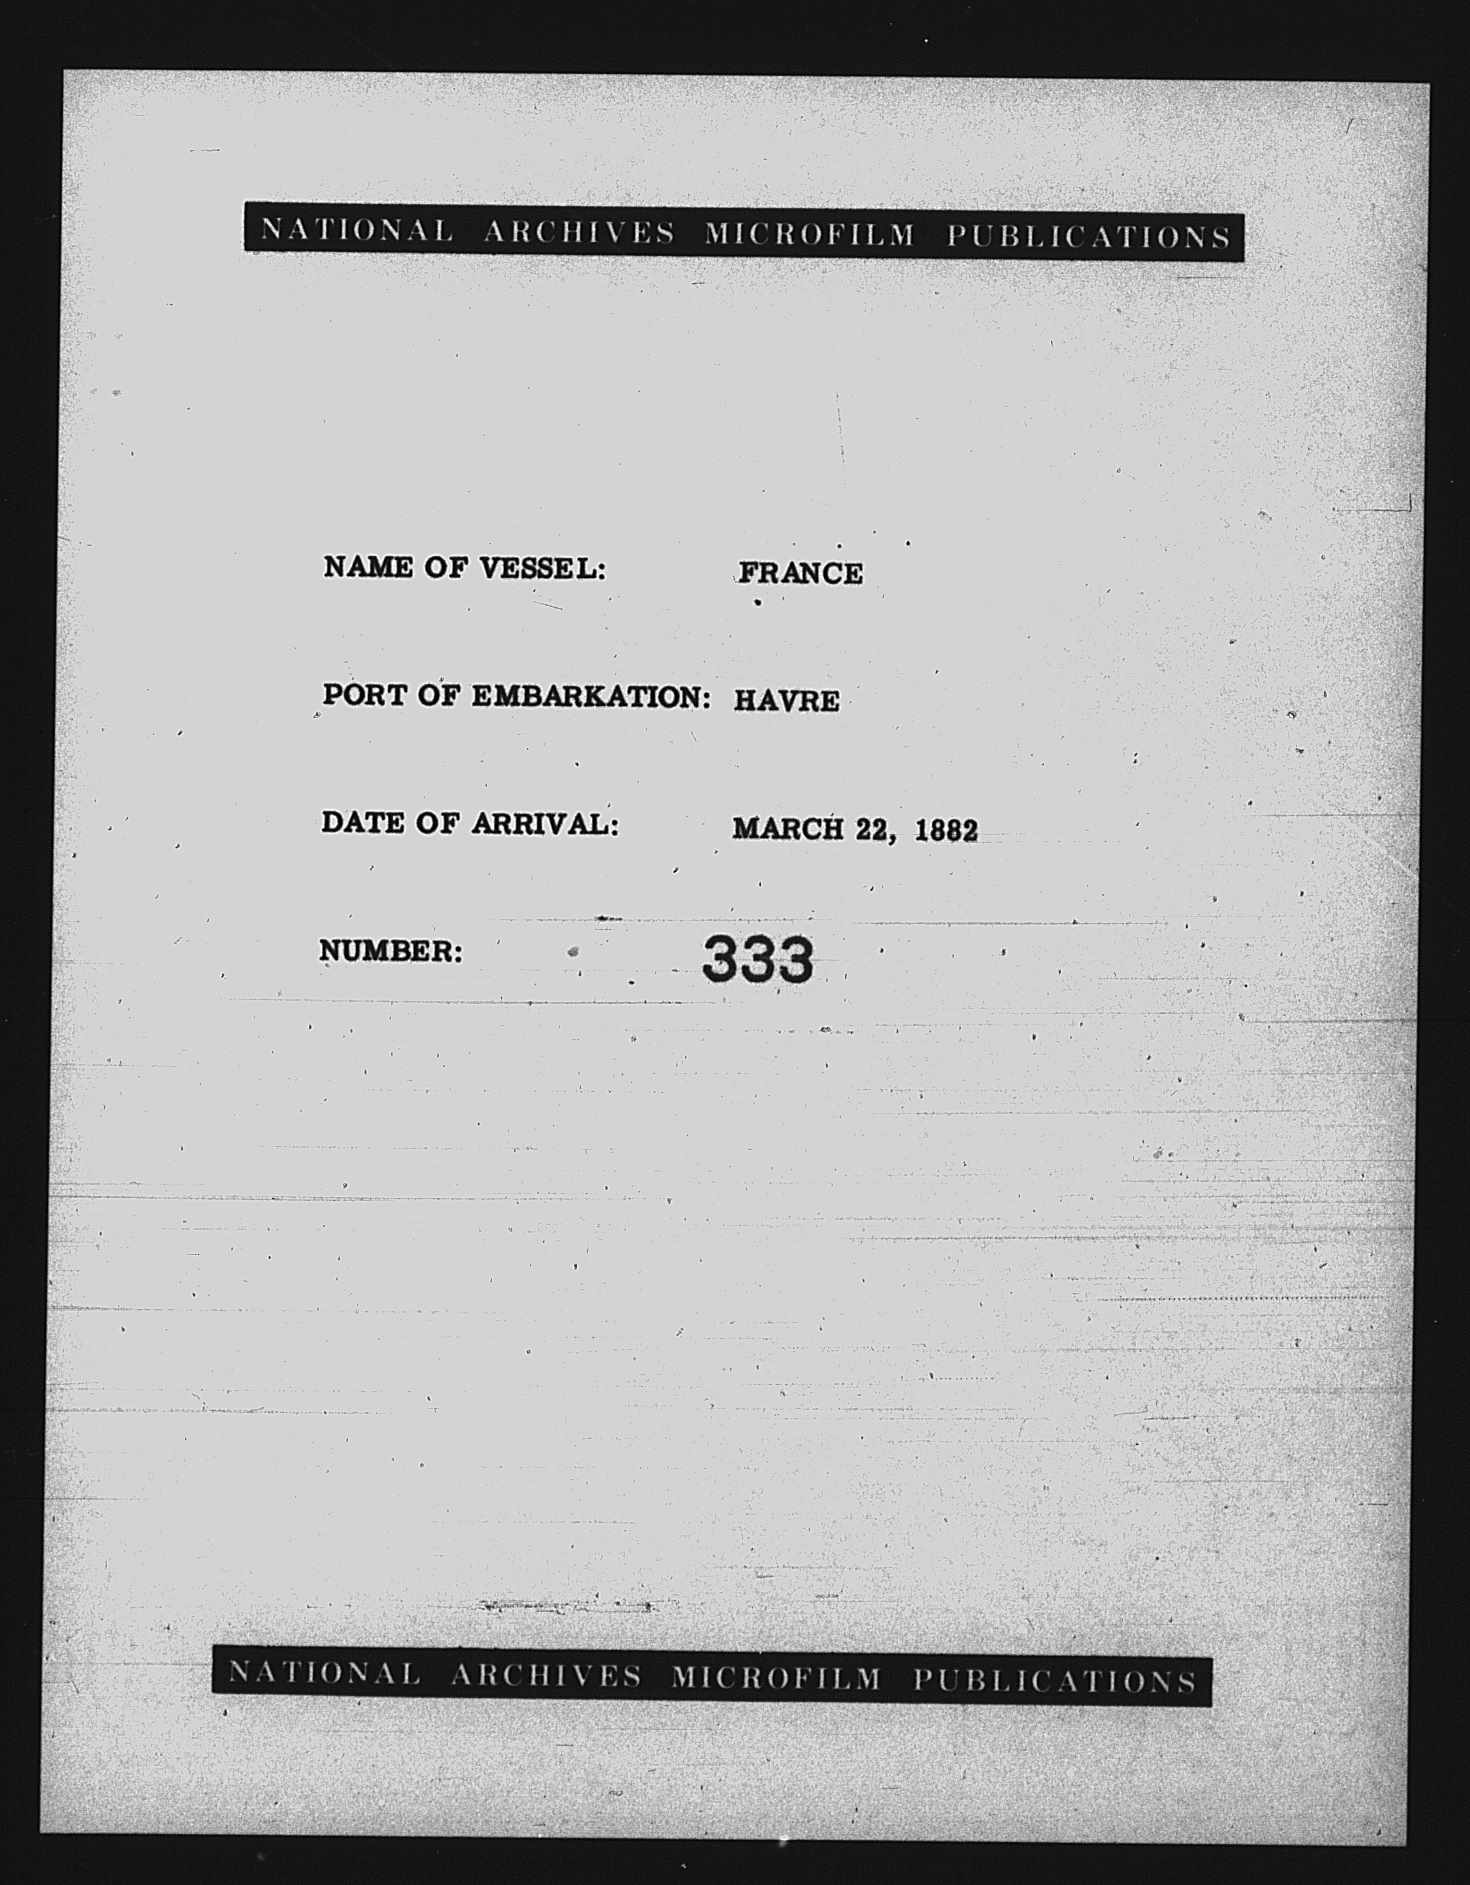 NATIONAL ARCHIVES MICROFILM PUBLICATIONS
NAME OF VESSEL: FRANCE
PORT OF EMBARKATION: HAVRE
DATE OF ARRIVAL: MARCH 22, 1882
NUMBER: 333
NATIONAL ARCHIVES MICROFILM PUBLICATIONS